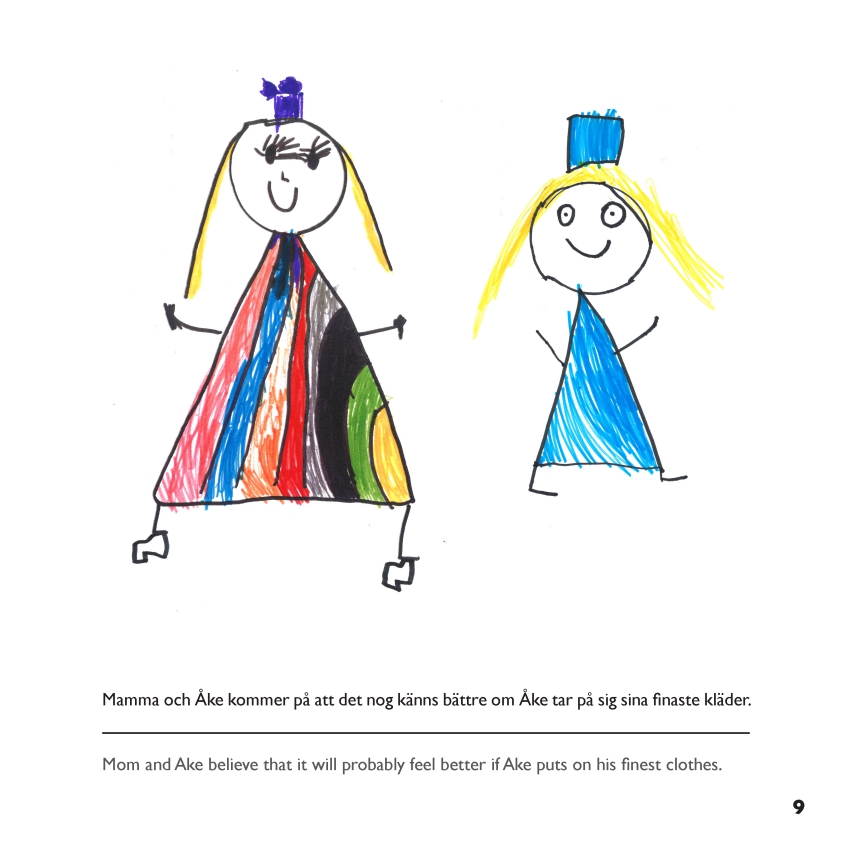 Mamma och Åke kommer på att det nog känns bättre om Åke tar på sig sina finaste kläder.
Mom and Ake believe that it will probably feel better if Ake puts on his finest clothes.
9